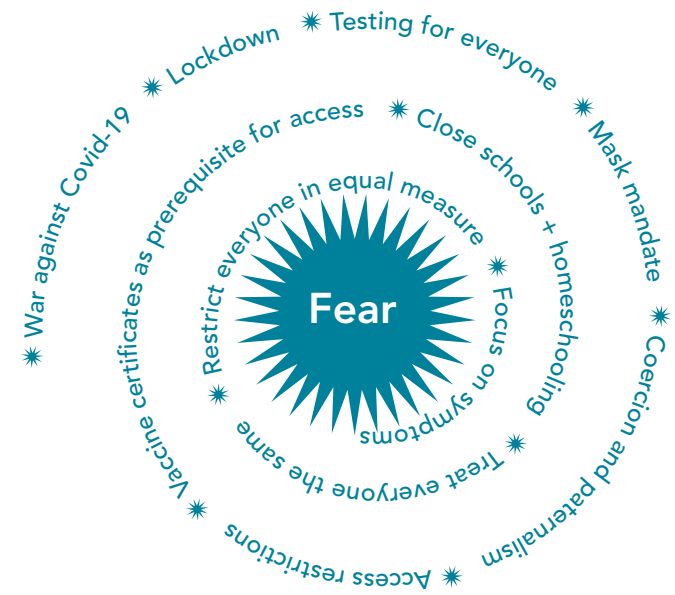 War against Covid-19
Lockdown
Testing for everyone
Mask mandate
Coercion and paternalism
Access restrictions
Vaccine certificates as prerequisite for access
Close schools + homeschooling
Treat everyone the same
Restrict everyone in equal measure
Focus on symptoms
Fear